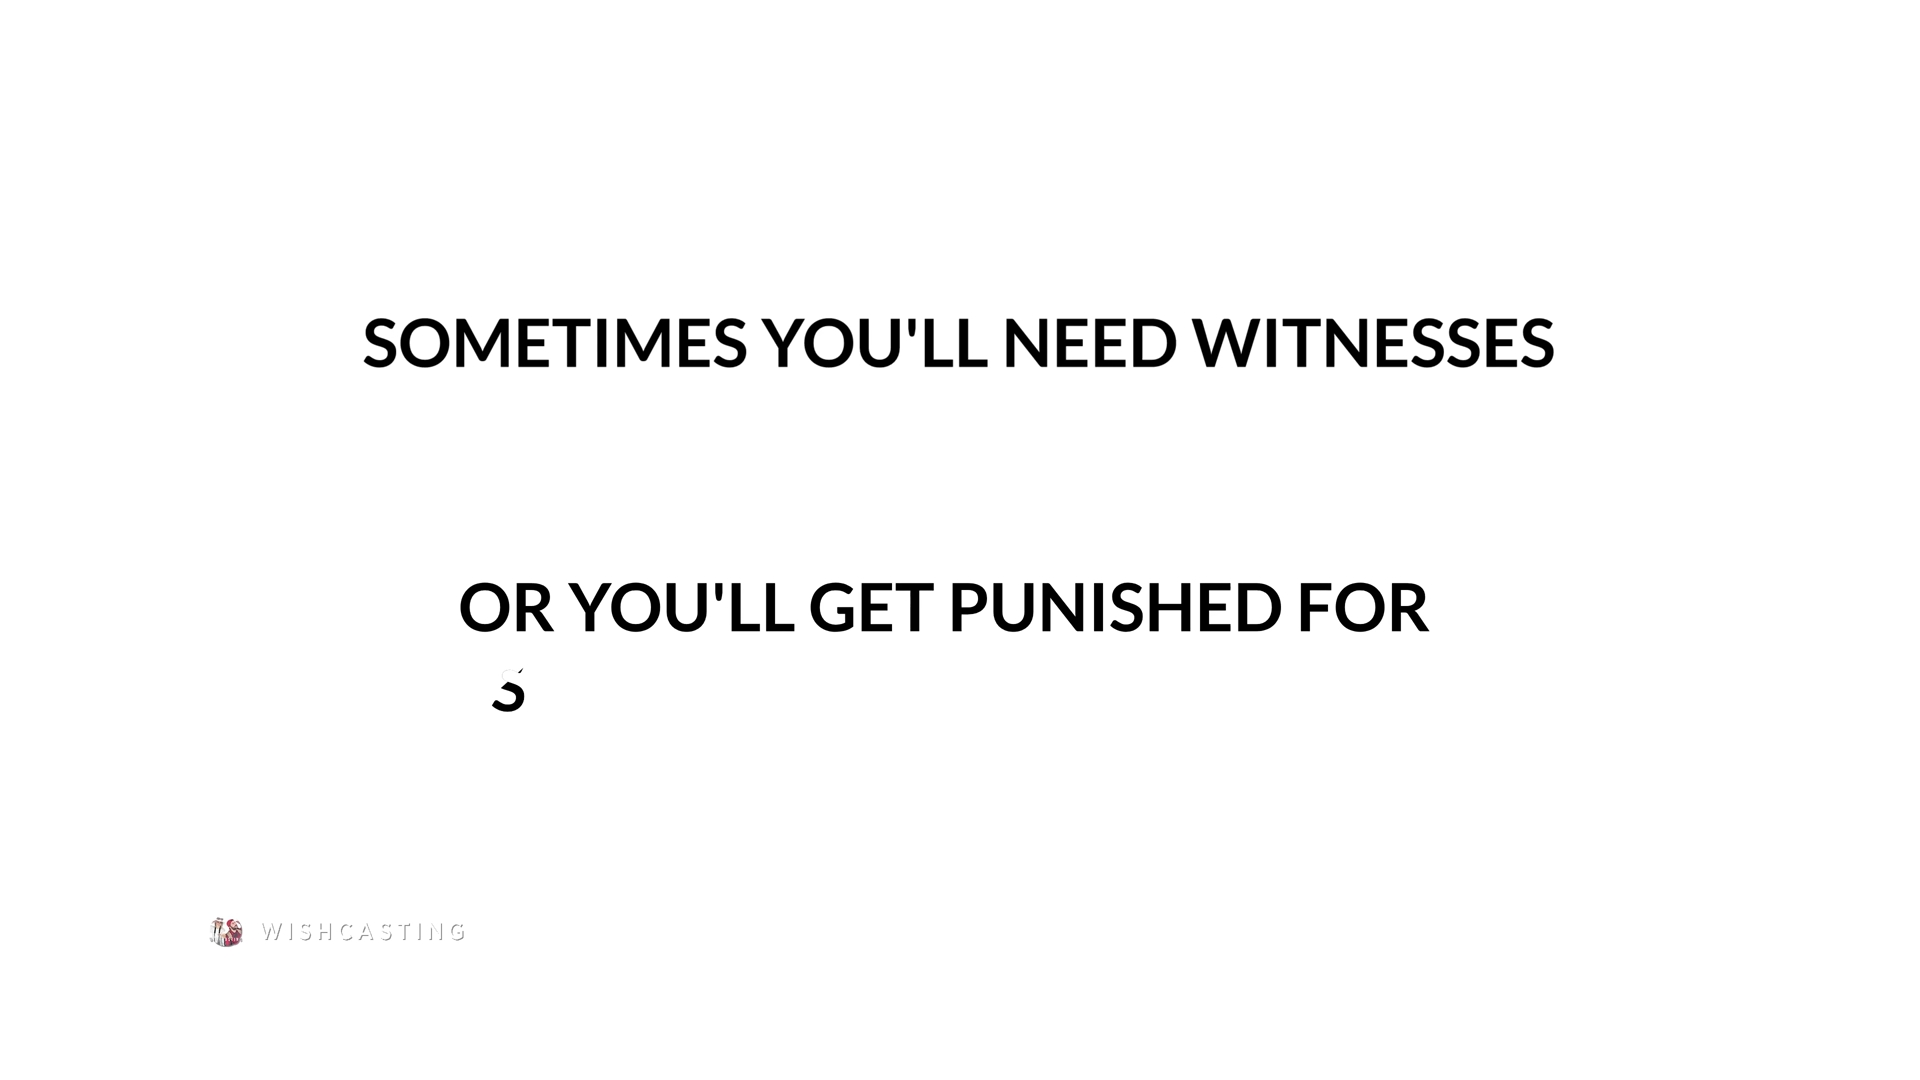 SOMETIMES YOU'LL NEED WITNESSES
OR YOU'LL GET PUNISHED FOR
S
WISHCASTING